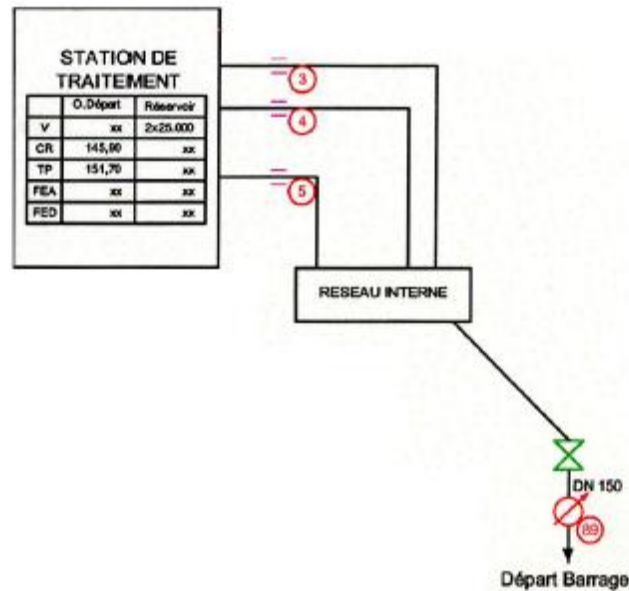 STATION DE
TRAITEMENT
O.Départ Réservoir
V xx 2x25.000
CR 145,90 xx
TP 151,70 xx
FEA xx xx
FED xx xx
3
4
5
RESEAU INTERNE
DN 150
89
Départ Barrage